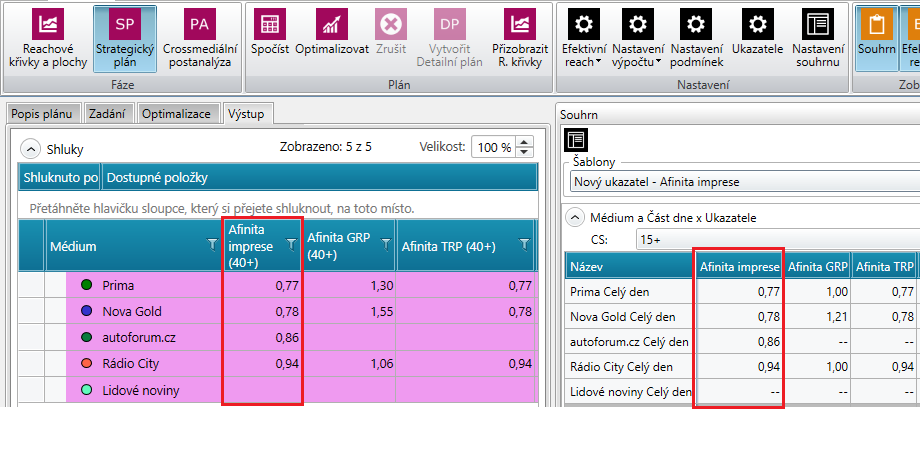 Reachové
křivky a plochy
SP
Strategický
plán
PA
Crossmediální
postanalýza
Fáze
Spočíst
Optimalizovat
Zrušit
DP
Vytvořit
Detailní plán
Přizobrazit
R. křivky
Plán
Efektivní
reach
Nastavení
výpočtu
Nastavení
podmínek
Ukazatele
Nastavení
souhrnu
Nastavení
Souhrn
Efek
rea
Zob
Popis plánu
Zadání
Optimalizace
Výstup
Shluky
Zobrazeno: 5 z 5
Velikost:
100 %
Shluknuto po
Dostupné položky
Přetáhněte hlavičku sloupce, který si přejete shluknout, na toto místo.
Médium
Afinita
imprese
(40+)
Afinita GRP
(40+)
Afinita TRP (40+)
Prima 0,77 1,30 0,77
Nova Gold 0,78 1,55 0,78
autoforum.cz 0,86
Rádio City 0,94 1,06 0,94
Lidové noviny
Souhrn
Šablony
Nový ukazatel - Afinita imprese
Médium a Část dne x Ukazatele
CS:
15+
Název Afinita imprese Afinita GRP Afinita TRP
Prima Celý den 0,77 1,00 0,77
Nova Gold Celý den 0,78 1,21 0,78
autoforum.cz Celý den 0,86 -- --
Rádio City Celý den 0,94 1,00 0,94
Lidové noviny Celý den -- -- --